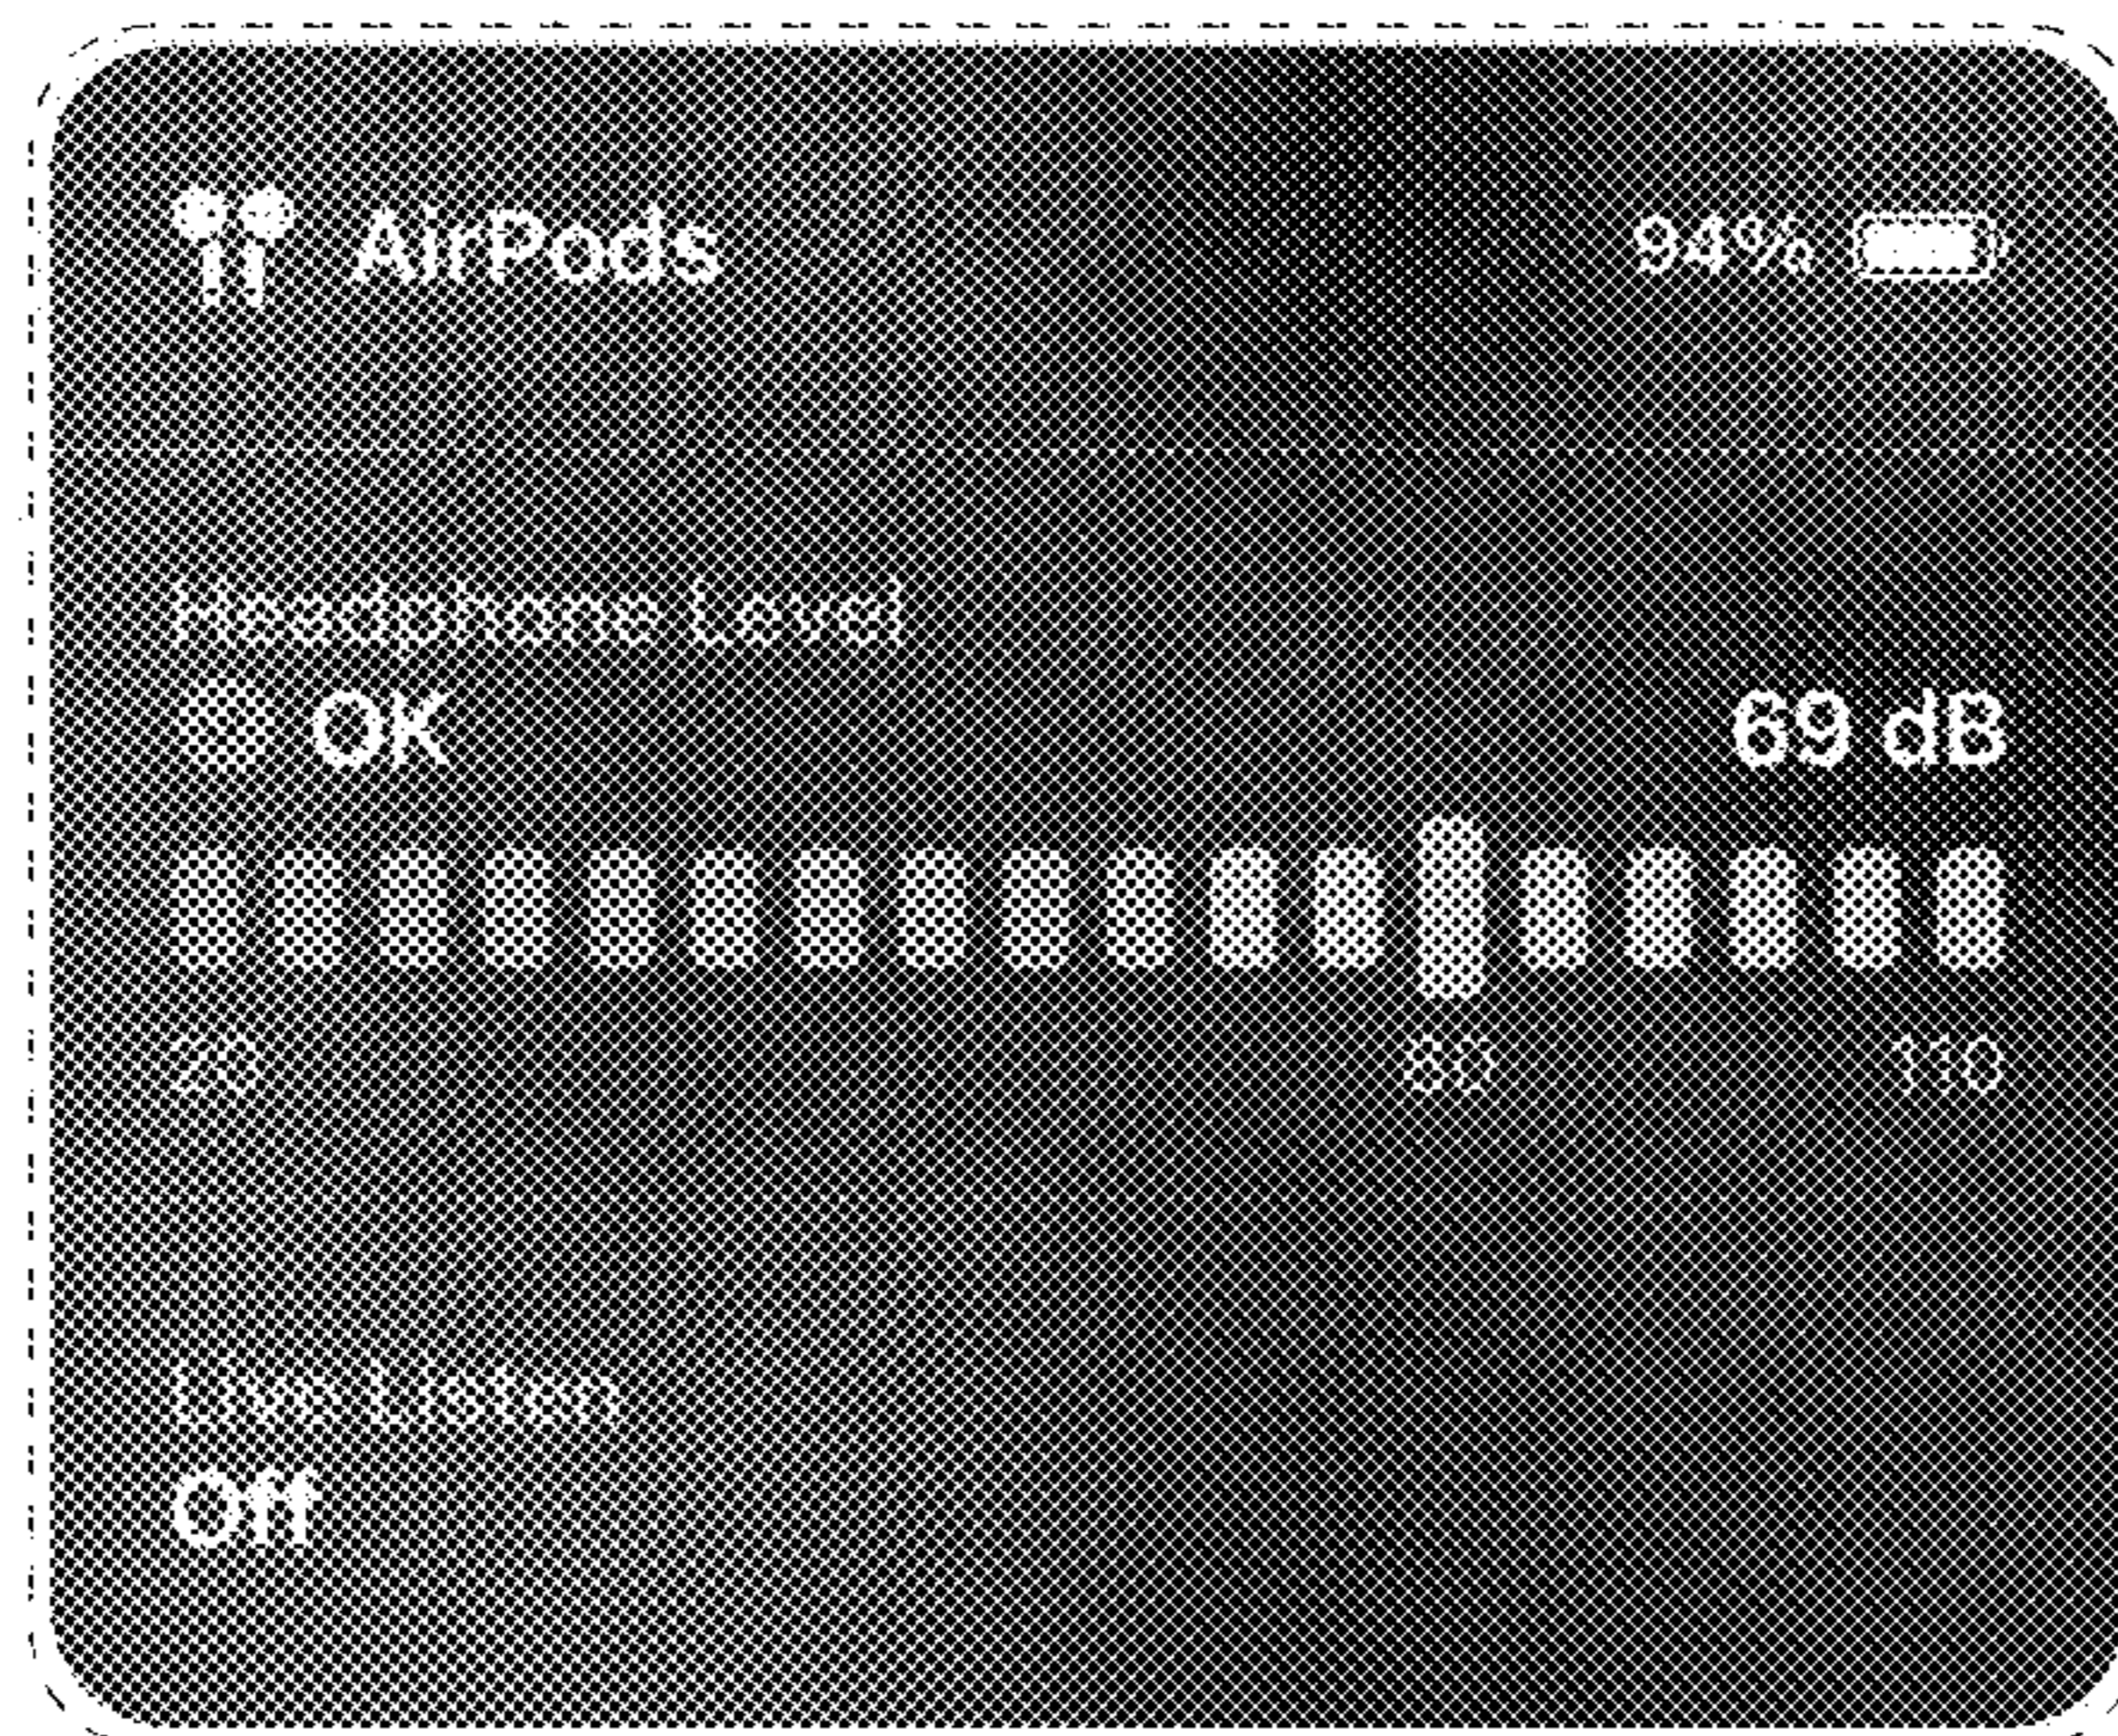 AirPods 94%
Headphone Level
OK 69 dB
20 80 110
Live Listen
Off